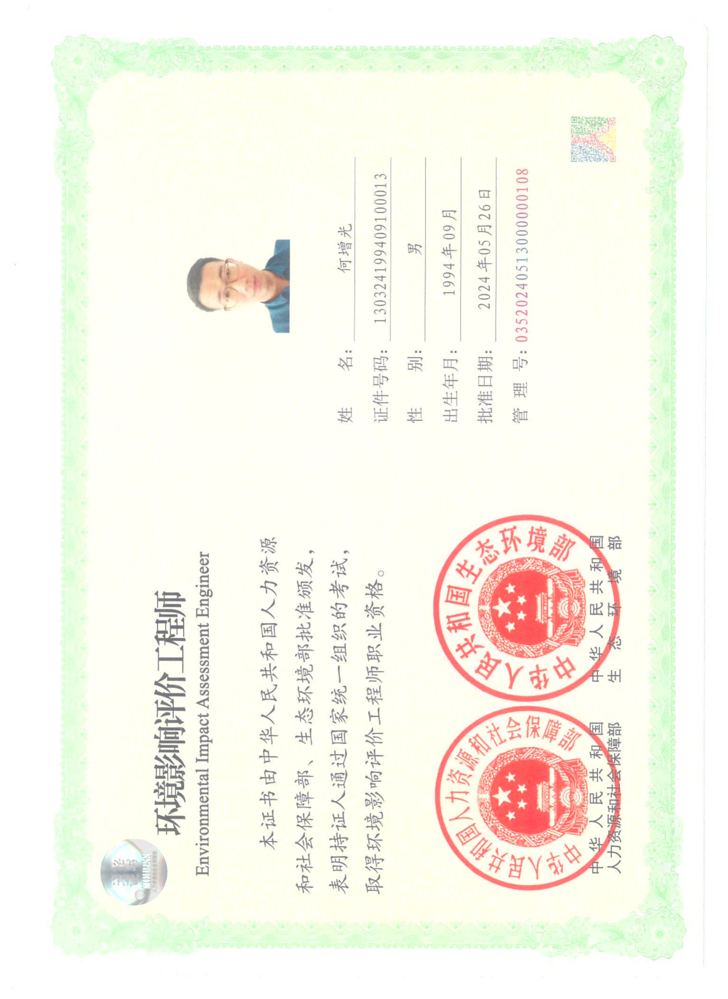 环境影响评价工程师
Environmental Impact Assessment Engineer
本证书由中华人民共和国人力资源
和社会保障部、生态环境部批准颁发，
表明持证人通过国家统一组织的考试，
取得环境影响评价工程师职业资格。
中华人民共和国人力资源和社会保障部
中华人民共和国
人力资源和社会保障部
中华人民共和国生态环境部
中华人民共和国
生态环境部
姓名：何增光
证件号码：130324199409100013
性别：男
出生年月：1994年09月
批准日期：2024年05月26日
管理号：03520240513000000108